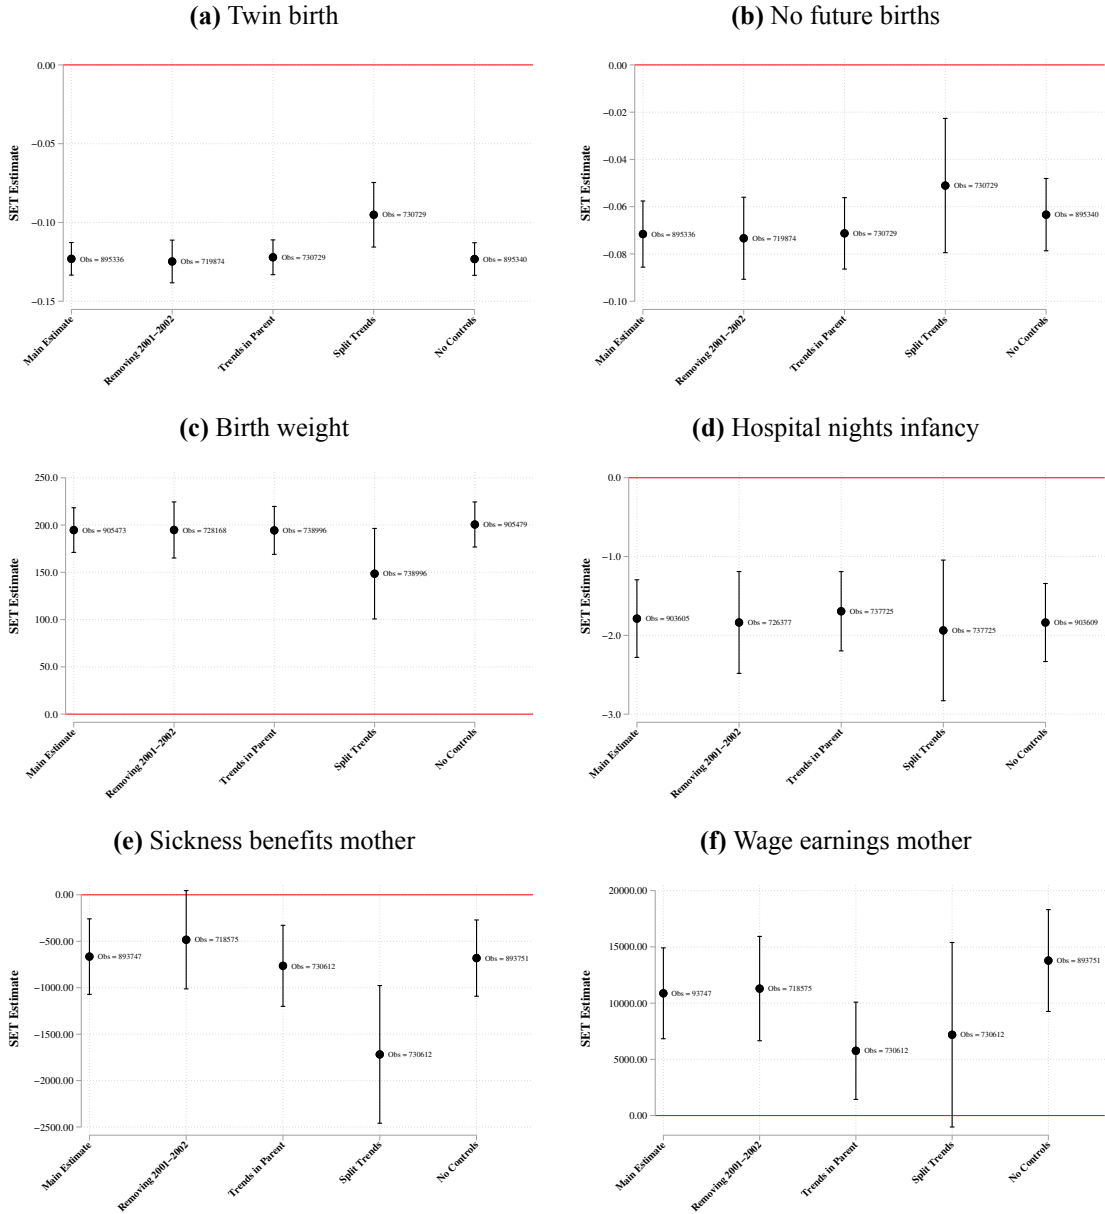 (a) Twin birth
SET Estimate
0.00
−0.05
−0.10
−0.15
Obs = 895336
Obs = 719874
Obs = 730729
Obs = 730729
Obs = 895340
Main Estimate
Removing 2001−2002
Trends in Parent
Split Trends
No Controls
(b) No future births
SET Estimate
0.00
−0.02
−0.04
−0.06
−0.08
−0.10
Obs = 895336
Obs = 719874
Obs = 730729
Obs = 730729
Obs = 895340
Main Estimate
Removing 2001−2002
Trends in Parent
Split Trends
No Controls
(c) Birth weight
SET Estimate
250.0
200.0
150.0
100.0
50.0
0.0
Obs = 905473
Obs = 728168
Obs = 738996
Obs = 738996
Obs = 905479
Main Estimate
Removing 2001−2002
Trends in Parent
Split Trends
No Controls
(d) Hospital nights infancy
SET Estimate
0.0
−1.0
−2.0
−3.0
Obs = 903605
Obs = 726377
Obs = 737725
Obs = 737725
Obs = 903609
Main Estimate
Removing 2001−2002
Trends in Parent
Split Trends
No Controls
(e) Sickness benefits mother
SET Estimate
0.00
−500.00
−1000.00
−1500.00
−2000.00
−2500.00
Obs = 893747
Obs = 718575
Obs = 730612
Obs = 730612
Obs = 893751
Main Estimate
Removing 2001−2002
Trends in Parent
Split Trends
No Controls
(f) Wage earnings mother
SET Estimate
20000.00
15000.00
10000.00
5000.00
0.00
Obs = 93747
Obs = 718575
Obs = 730612
Obs = 730612
Obs = 893751
Main Estimate
Removing 2001−2002
Trends in Parent
Split Trends
No Controls